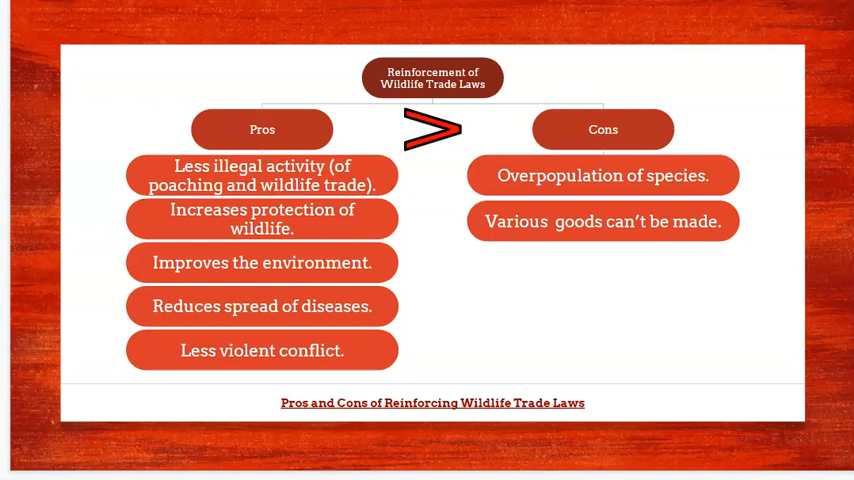 Reinforcement of
Wildlife Trade Laws
Pros
>
Cons
Less illegal activity (of
poaching and wildlife trade).
Increases protection of
wildlife.
Improves the environment.
Reduces spread of diseases.
Less violent conflict.
Overpopulation of species.
Various  goods can’t be made.
Pros and Cons of Reinforcing Wildlife Trade Laws